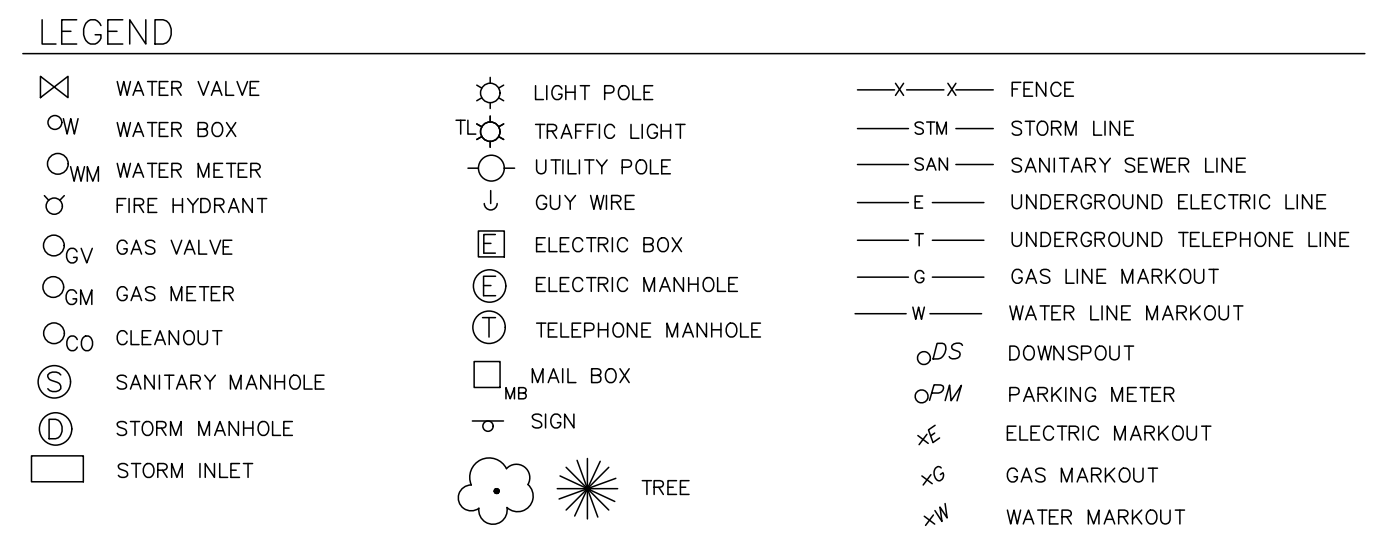 LEGEND
WATER VALVE
W WATER BOX
WM WATER METER
FIRE HYDRANT
GV GAS VALVE
GM GAS METER
CO CLEANOUT
S SANITARY MANHOLE
D STORM MANHOLE
STORM INLET
LIGHT POLE
TL TRAFFIC LIGHT
UTILITY POLE
GUY WIRE
E ELECTRIC BOX
E ELECTRIC MANHOLE
T TELEPHONE MANHOLE
MB MAIL BOX
SIGN
TREE
X X FENCE
STM STORM LINE
SAN SANITARY SEWER LINE
E UNDERGROUND ELECTRIC LINE
T UNDERGROUND TELEPHONE LINE
G GAS LINE MARKOUT
W WATER LINE MARKOUT
DS DOWNSPOUT
PM PARKING METER
xE ELECTRIC MARKOUT
xG GAS MARKOUT
xW WATER MARKOUT